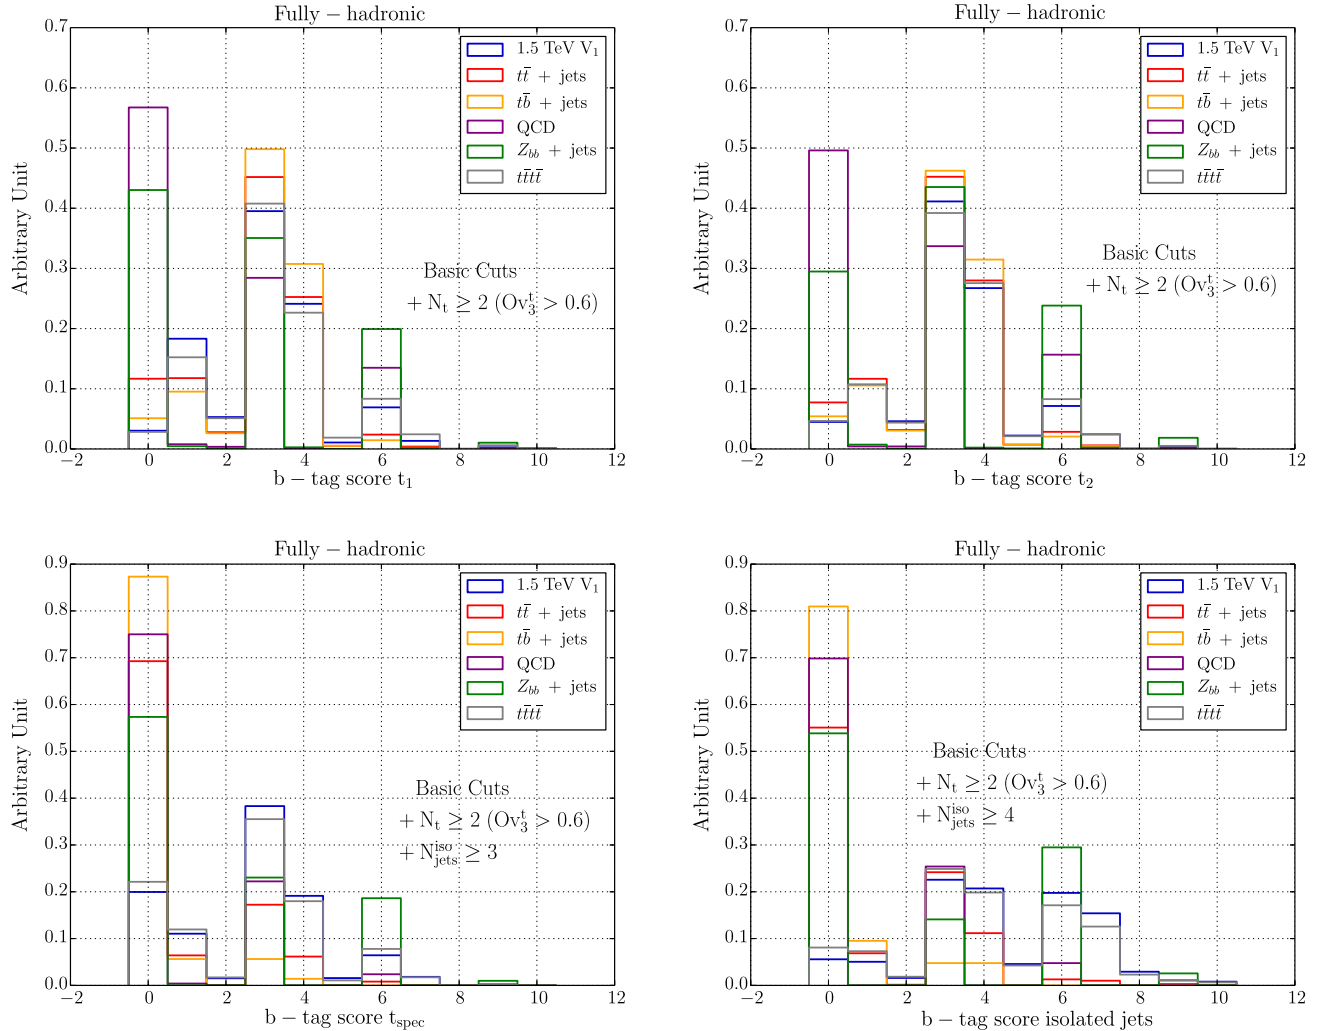 Fully − hadronic
0.7
0.6
0.5
0.4
0.3
0.2
0.1
0.0
Arbitrary Unit
1.5 TeV V₁
tt̄ + jets
tb̄ + jets
QCD
Z_bb + jets
tt̄tt̄
Basic Cuts
+ Nₜ ≥ 2 (Ov₃ᵗ > 0.6)
−2 0 2 4 6 8 10 12
b − tag score t₁
Fully − hadronic
0.7
0.6
0.5
0.4
0.3
0.2
0.1
0.0
Arbitrary Unit
1.5 TeV V₁
tt̄ + jets
tb̄ + jets
QCD
Z_bb + jets
tt̄tt̄
Basic Cuts
+ Nₜ ≥ 2 (Ov₃ᵗ > 0.6)
−2 0 2 4 6 8 10 12
b − tag score t₂
Fully − hadronic
0.9
0.8
0.7
0.6
0.5
0.4
0.3
0.2
0.1
0.0
Arbitrary Unit
1.5 TeV V₁
tt̄ + jets
tb̄ + jets
QCD
Z_bb + jets
tt̄tt̄
Basic Cuts
+ Nₜ ≥ 2 (Ov₃ᵗ > 0.6)
+ N_jets^iso ≥ 3
−2 0 2 4 6 8 10 12
b − tag score t_spec
Fully − hadronic
0.9
0.8
0.7
0.6
0.5
0.4
0.3
0.2
0.1
0.0
Arbitrary Unit
1.5 TeV V₁
tt̄ + jets
tb̄ + jets
QCD
Z_bb + jets
tt̄tt̄
Basic Cuts
+ Nₜ ≥ 2 (Ov₃ᵗ > 0.6)
+ N_jets^iso ≥ 4
−2 0 2 4 6 8 10 12
b − tag score isolated jets